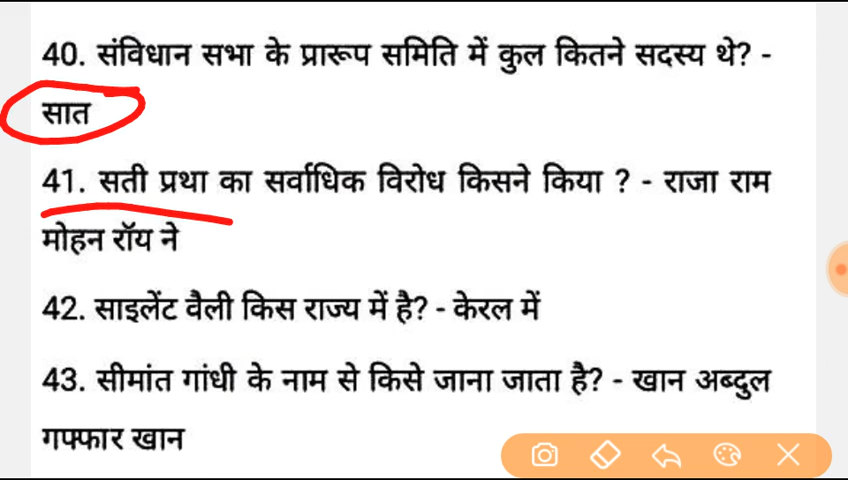 40. संविधान सभा के प्रारूप समिति में कुल कितने सदस्य थे? -
सात
41. सती प्रथा का सर्वाधिक विरोध किसने किया ? - राजा राम
मोहन रॉय ने
42. साइलेंट वैली किस राज्य में है? - केरल में
43. सीमांत गांधी के नाम से किसे जाना जाता है? - खान अब्दुल
गफ्फार खान